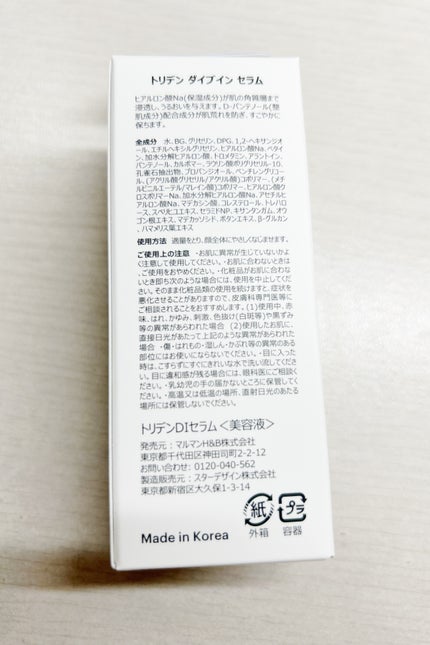 トリデン ダイブイン セラム
ヒアルロン酸Na(保湿成分)が肌の角質層まで
浸透し、うるおいを与えます。D-パンテノール(整
肌成分)配合成分が肌荒れを防ぎ、すこやかに
保ちます。
全成分 水、BG、グリセリン、DPG、1,2-ヘキサンジオ
ール、エチルヘキシルグリセリン、ヒアルロン酸Na、ベタイ
ン、加水分解ヒアルロン酸、トロメタミン、アラントイン、
パンテノール、カルボマー、ラウリン酸ポリグリセリル-10、
孔雀石抽出物、プロパンジオール、ペンチレングリコー
ル、(アクリル酸グリセリル/アクリル酸)コポリマー、(メチ
ルビニルエーテル/マレイン酸)コポリマー、ヒアルロン酸ク
ロスポリマーNa、加水分解ヒアルロン酸Na、アセチルヒ
アルロン酸Na、マデカシン酸、コレステロール、トレハロ
ース、スベリヒユエキス、セラミドNP、キサンタンガム、オウ
ゴン根エキス、マデカッソシド、ボタンエキス、β-グルカ
ン、ハマメリス葉エキス
使用方法 適量をとり、顔全体にやさしくなじませます。
ご使用上の注意 ・お肌に異常が生じていないかよ
く注意して使用してください。・お肌に合わないときは
、ご使用をおやめください。・化粧品がお肌に合わな
いとき即ち次のような場合には、使用を中止してくださ
い。そのまま化粧品類の使用を続けますと、症状を
悪化させることがありますので、皮膚科専門医等に
ご相談されることをおすすめします。(1)使用中、赤
味、はれ、かゆみ、刺激、色抜け(白斑等)や黒ずみ
等の異常があらわれた場合 (2)使用したお肌に、
直接日光があたって上記のような異常があらわれた
場合 ・傷・はれもの・湿しん・かぶれ等の異常のある
部位にはお使いにならないでください。・目に入った
時は、こすらずすぐにきれいな水で洗い流してくださ
い。目に違和感が残る場合には、眼科医にご相談く
ださい。・乳幼児の手の届かないところに保管してくだ
さい。・高温又は低温の場所、直射日光のあたる
場所には保管しないでください。
トリデンDIセラム<美容液>
発売元:マルマンH&B株式会社
東京都千代田区神田司町2-2-12
お問い合わせ: 0120-040-562
製造販売元:スターデザイン株式会社
東京都新宿区大久保1-3-14
Made in Korea
紙
外箱
プラ
容器